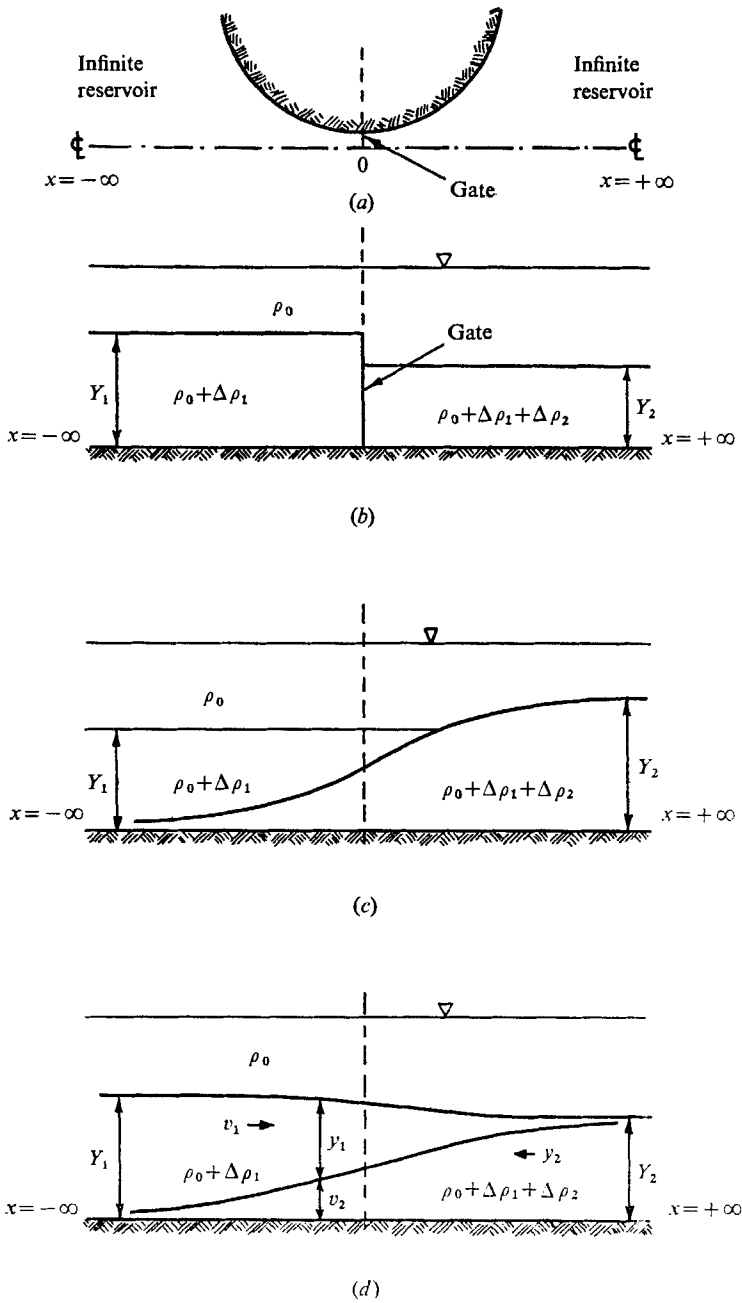 Infinite reservoir
Infinite reservoir
℄
℄
x=−∞
0
x=+∞
Gate
(a)
ρ₀
Gate
Y₁
ρ₀+Δρ₁
ρ₀+Δρ₁+Δρ₂
Y₂
x=−∞
x=+∞
(b)
ρ₀
Y₁
ρ₀+Δρ₁
ρ₀+Δρ₁+Δρ₂
Y₂
x=−∞
x=+∞
(c)
ρ₀
v₁
y₁
y₂
Y₁
ρ₀+Δρ₁
v₂
ρ₀+Δρ₁+Δρ₂
Y₂
x=−∞
x=+∞
(d)